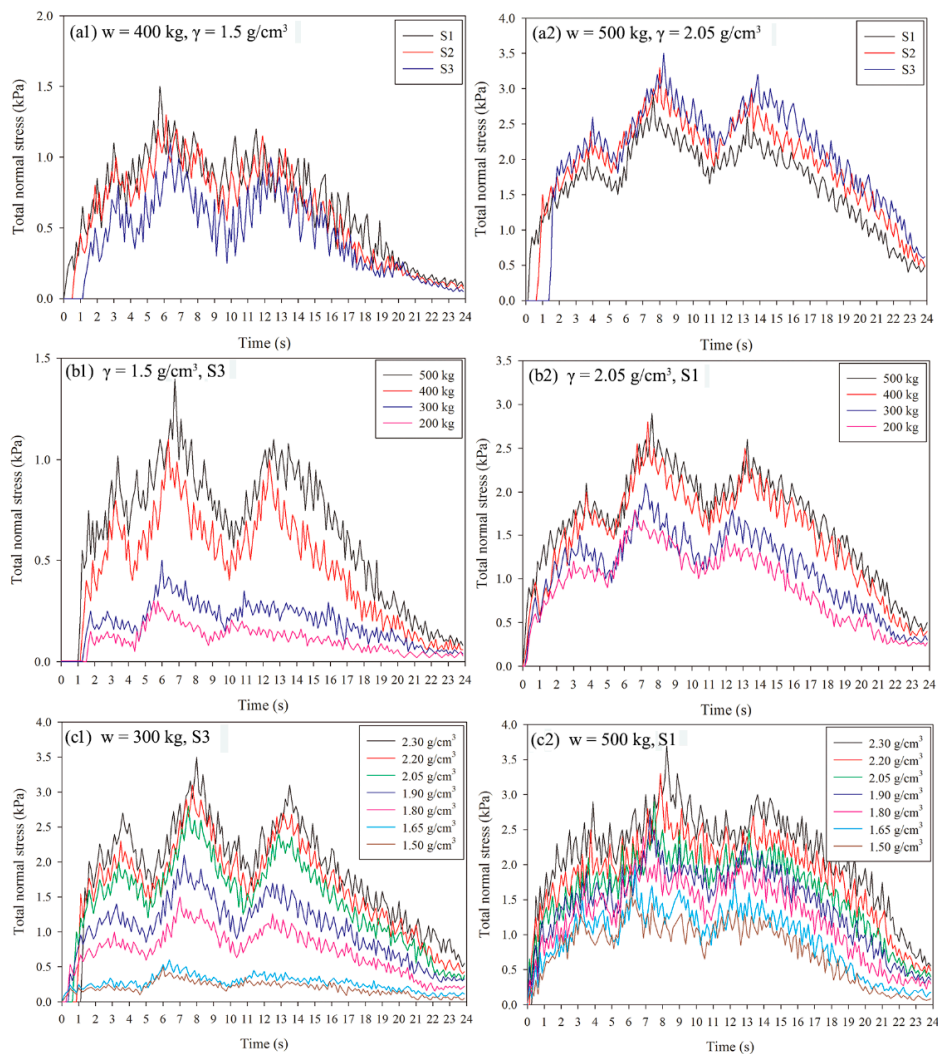 (a1) w = 400 kg, γ = 1.5 g/cm³
S1
S2
S3
Total normal stress (kPa)
2.0
1.5
1.0
0.5
0.0
0 1 2 3 4 5 6 7 8 9 10 11 12 13 14 15 16 17 18 19 20 21 22 23 24
Time (s)
(a2) w = 500 kg, γ = 2.05 g/cm³
S1
S2
S3
Total normal stress (kPa)
4.0
3.5
3.0
2.5
2.0
1.5
1.0
0.5
0.0
0 1 2 3 4 5 6 7 8 9 10 11 12 13 14 15 16 17 18 19 20 21 22 23 24
Time (s)
(b1) γ = 1.5 g/cm³, S3
500 kg
400 kg
300 kg
200 kg
Total normal stress (kPa)
1.5
1.0
0.5
0.0
0 1 2 3 4 5 6 7 8 9 10 11 12 13 14 15 16 17 18 19 20 21 22 23 24
Time (s)
(b2) γ = 2.05 g/cm³, S1
500 kg
400 kg
300 kg
200 kg
Total normal stress (kPa)
3.5
3.0
2.5
2.0
1.5
1.0
0.5
0.0
0 1 2 3 4 5 6 7 8 9 10 11 12 13 14 15 16 17 18 19 20 21 22 23 24
Time (s)
(c1) w = 300 kg, S3
2.30 g/cm³
2.20 g/cm³
2.05 g/cm³
1.90 g/cm³
1.80 g/cm³
1.65 g/cm³
1.50 g/cm³
Total normal stress (kPa)
4.0
3.5
3.0
2.5
2.0
1.5
1.0
0.5
0.0
0 1 2 3 4 5 6 7 8 9 10 11 12 13 14 15 16 17 18 19 20 21 22 23 24
Time (s)
(c2) w = 500 kg, S1
2.30 g/cm³
2.20 g/cm³
2.05 g/cm³
1.90 g/cm³
1.80 g/cm³
1.65 g/cm³
1.50 g/cm³
Total normal stress (kPa)
4.0
3.5
3.0
2.5
2.0
1.5
1.0
0.5
0.0
0 1 2 3 4 5 6 7 8 9 10 11 12 13 14 15 16 17 18 19 20 21 22 23 24
Time (s)